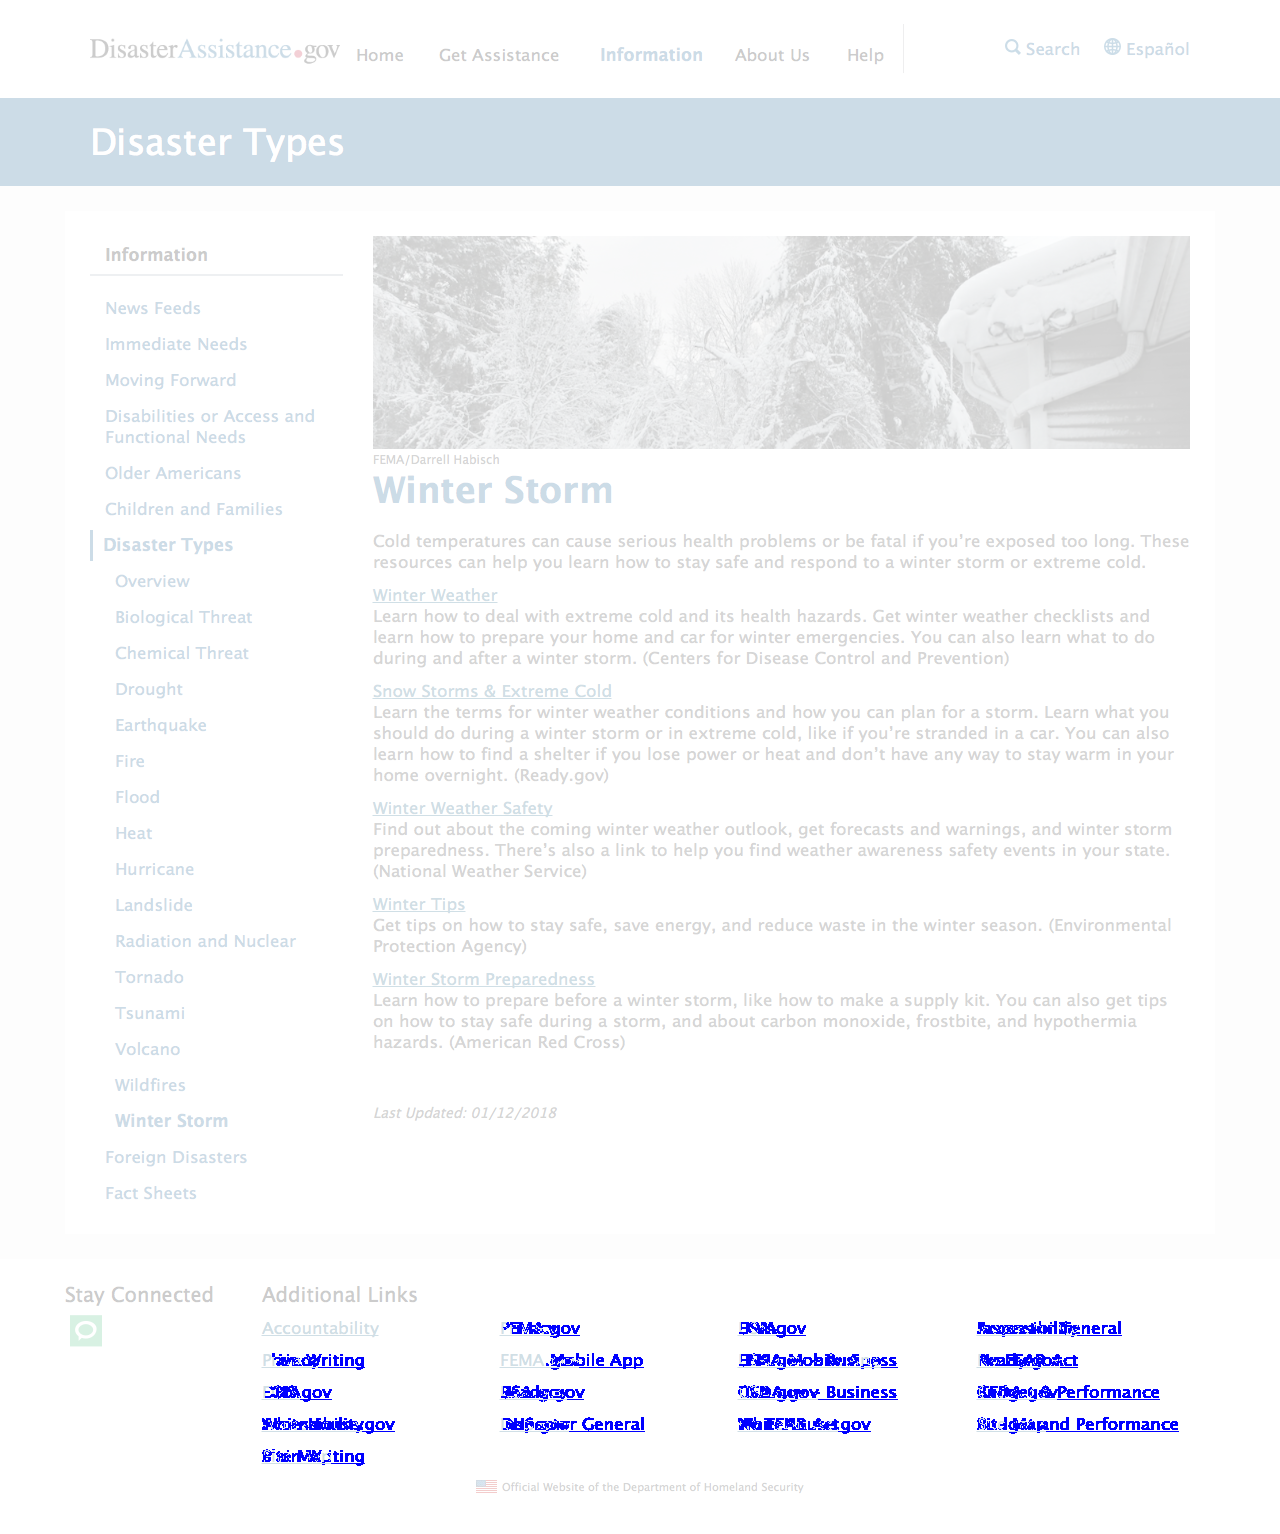 DisasterAssistance.gov
Home Get Assistance Information About Us Help
Search Español
Disaster Types
Information
News Feeds
Immediate Needs
Moving Forward
Disabilities or Access and
Functional Needs
Older Americans
Children and Families
Disaster Types
Overview
Biological Threat
Chemical Threat
Drought
Earthquake
Fire
Flood
Heat
Hurricane
Landslide
Radiation and Nuclear
Tornado
Tsunami
Volcano
Wildfires
Winter Storm
Foreign Disasters
Fact Sheets
FEMA/Darrell Habisch
Winter Storm
Cold temperatures can cause serious health problems or be fatal if you’re exposed too long. These
resources can help you learn how to stay safe and respond to a winter storm or extreme cold.
Winter Weather
Learn how to deal with extreme cold and its health hazards. Get winter weather checklists and
learn how to prepare your home and car for winter emergencies. You can also learn what to do
during and after a winter storm. (Centers for Disease Control and Prevention)
Snow Storms & Extreme Cold
Learn the terms for winter weather conditions and how you can plan for a storm. Learn what you
should do during a winter storm or in extreme cold, like if you’re stranded in a car. You can also
learn how to find a shelter if you lose power or heat and don’t have any way to stay warm in your
home overnight. (Ready.gov)
Winter Weather Safety
Find out about the coming winter weather outlook, get forecasts and warnings, and winter storm
preparedness. There’s also a link to help you find weather awareness safety events in your state.
(National Weather Service)
Winter Tips
Get tips on how to stay safe, save energy, and reduce waste in the winter season. (Environmental
Protection Agency)
Winter Storm Preparedness
Learn how to prepare before a winter storm, like how to make a supply kit. You can also get tips
on how to stay safe during a storm, and about carbon monoxide, frostbite, and hypothermia
hazards. (American Red Cross)
Last Updated: 01/12/2018
Stay Connected
Additional Links
Accountability
Writing FEMA Mobile App
General
Performance
Official Website of the Department of Homeland Security